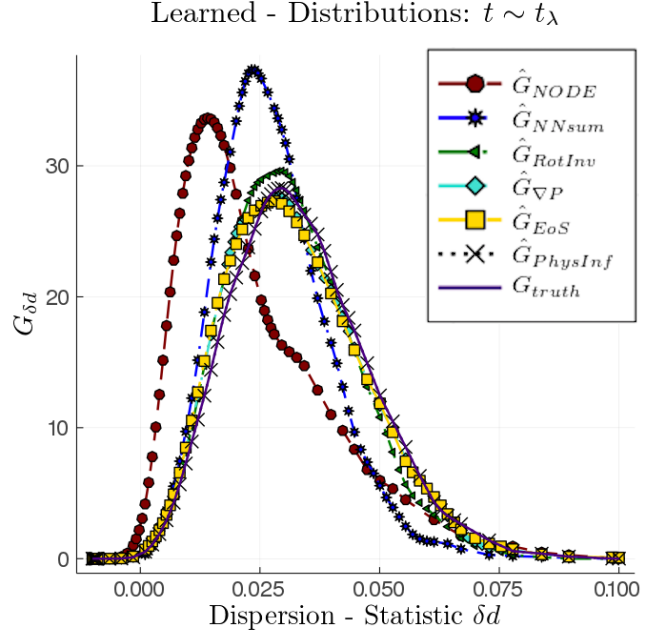 Learned - Distributions: t ∼ t_λ
Ĝ_NODE
Ĝ_NNsum
Ĝ_RotInv
Ĝ_∇P
Ĝ_EoS
Ĝ_PhysInf
G_truth
G_δd
30
20
10
0
0.000 0.025 0.050 0.075 0.100
Dispersion - Statistic δd